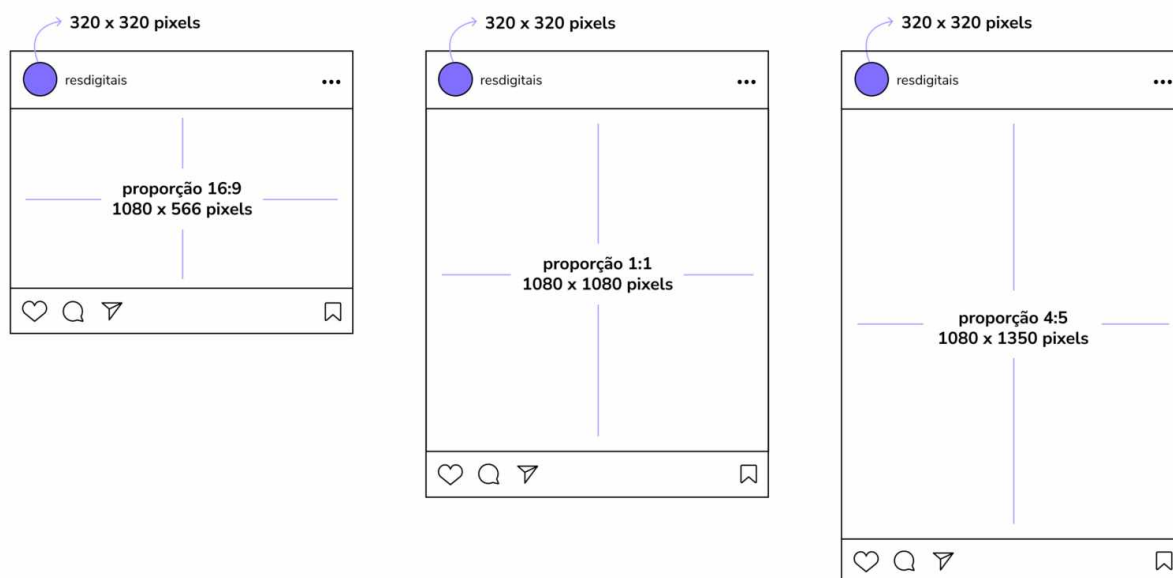 320 x 320 pixels
resdigitais
proporção 16:9
1080 x 566 pixels
320 x 320 pixels
resdigitais
proporção 1:1
1080 x 1080 pixels
320 x 320 pixels
resdigitais
proporção 4:5
1080 x 1350 pixels